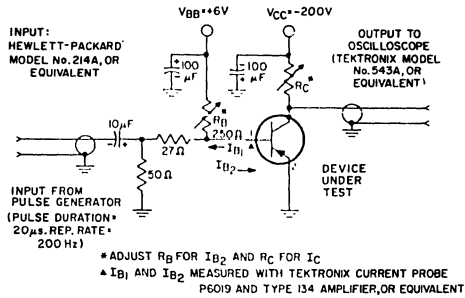 INPUT:
HEWLETT-PACKARD
MODEL No. 214A, OR
EQUIVALENT
VBB=+6V
VCC=-200V
OUTPUT TO
OSCILLOSCOPE
(TEKTRONIX MODEL
No. 543A, OR
EQUIVALENT)
+
100
μF
+
100
μF
RC*
RB*
250Ω
10μF
- +
27Ω
50Ω
IB1
IB2
DEVICE
UNDER
TEST
INPUT FROM
PULSE GENERATOR
(PULSE DURATION=
20μs. REP. RATE=
200 Hz)
* ADJUST RB FOR IB2 AND RC FOR IC
▲ IB1 AND IB2 MEASURED WITH TEKTRONIX CURRENT PROBE
P6019 AND TYPE 134 AMPLIFIER, OR EQUIVALENT